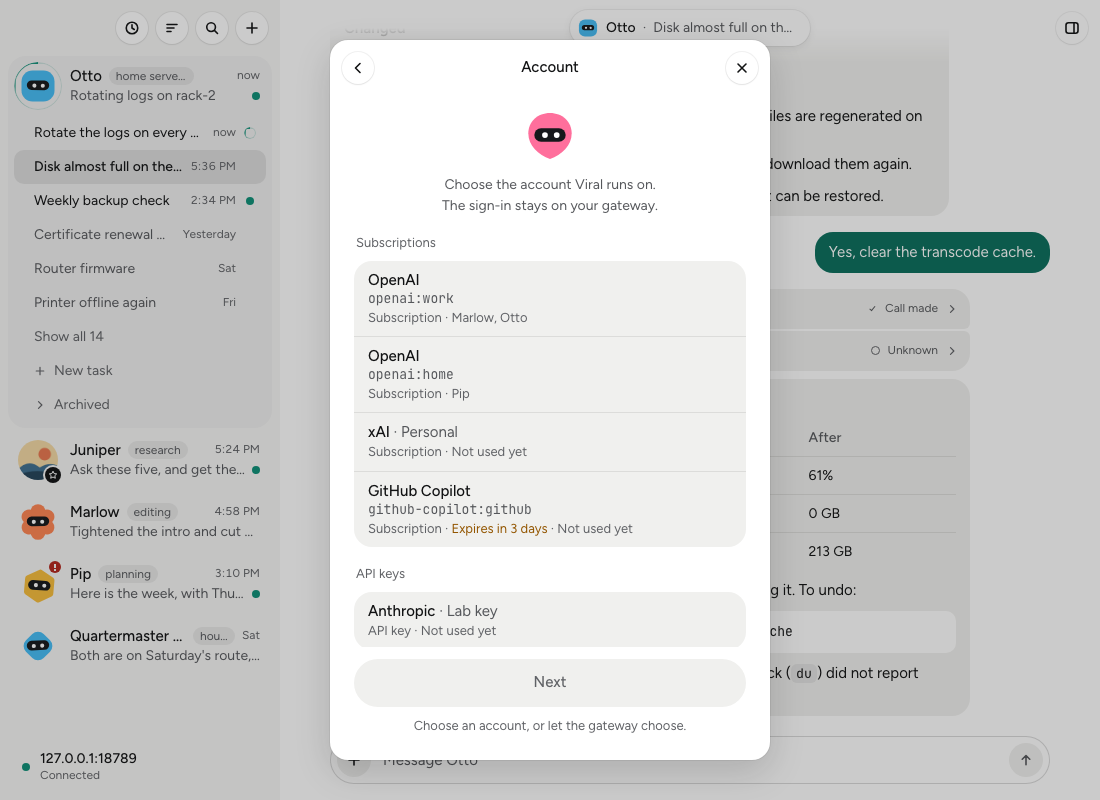 Otto home serve... now
Rotating logs on rack-2
Rotate the logs on every ... now
Disk almost full on the... 5:36 PM
Weekly backup check 2:34 PM
Certificate renewal ... Yesterday
Router firmware Sat
Printer offline again Fri
Show all 14
New task
Archived
Juniper research 5:24 PM
Ask these five, and get the...
Marlow editing 4:58 PM
Tightened the intro and cut ...
Pip planning 3:10 PM
Here is the week, with Thu...
Quartermaster ... hou... Sat
Both are on Saturday's route,...
127.0.0.1:18789
Connected
Otto · Disk almost full on th...
Account
Choose the account Viral runs on.
The sign-in stays on your gateway.
Subscriptions
OpenAI
openai:work
Subscription · Marlow, Otto
OpenAI
openai:home
Subscription · Pip
xAI · Personal
Subscription · Not used yet
GitHub Copilot
github-copilot:github
Subscription · Expires in 3 days · Not used yet
API keys
Anthropic · Lab key
API key · Not used yet
Next
Choose an account, or let the gateway choose.
are regenerated on
download them again.
can be restored.
Yes, clear the transcode cache.
Call made
Unknown
After
61%
0 GB
213 GB
it. To undo:
(du) did not report
Message Otto